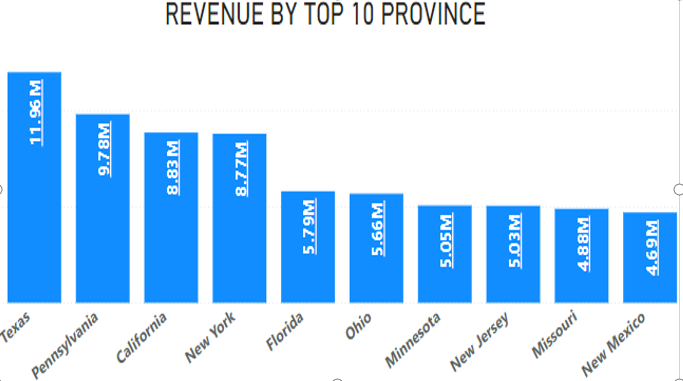 REVENUE BY TOP 10 PROVINCE
11.96M
9.78M
8.83M
8.77M
5.79M
5.66M
5.05M
5.03M
4.88M
4.69M
Texas
Pennsylvania
California
New York
Florida
Ohio
Minnesota
New Jersey
Missouri
New Mexico